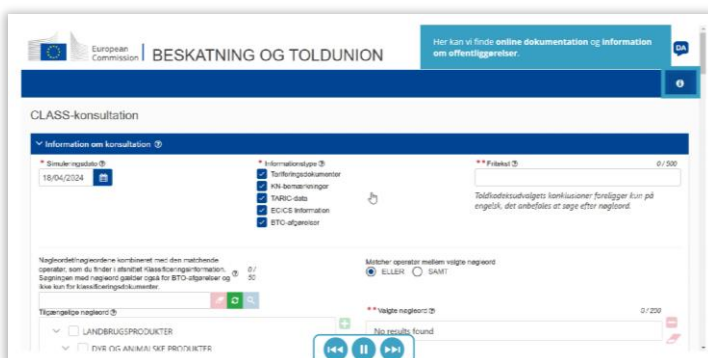 European
Commission
BESKATNING OG TOLDUNION
Her kan vi finde online dokumentation og information
om offentliggørelser.
DA
CLASS-konsultation
Information om konsultation
* Simuleringsdato
18/04/2024
* Informationstype
Tariferingsdokumenter
KN-bemærkninger
TARIC-data
ECICS Information
BTO-afgørelser
** Fritekst
0 / 500
Toldkodeksudvalgets konklusioner foreligger kun på
engelsk, det anbefales at søge efter nøgleord.
Nøgleordet/nøgleordene kombineret med den matchende
operatør, som du finder i afsnittet Klassificeringsinformation.
Søgningen med nøgleord gælder også for BTO-afgørelser og
ikke kun for klassificeringsdokumenter.
0 /
50
Matcher operatør mellem valgte nøgleord
ELLER
SAMT
Tilgængelige nøgleord
LANDBRUGSPRODUKTER
DYR OG ANIMALSKE PRODUKTER
** Valgte nøgleord
0 / 200
No results found